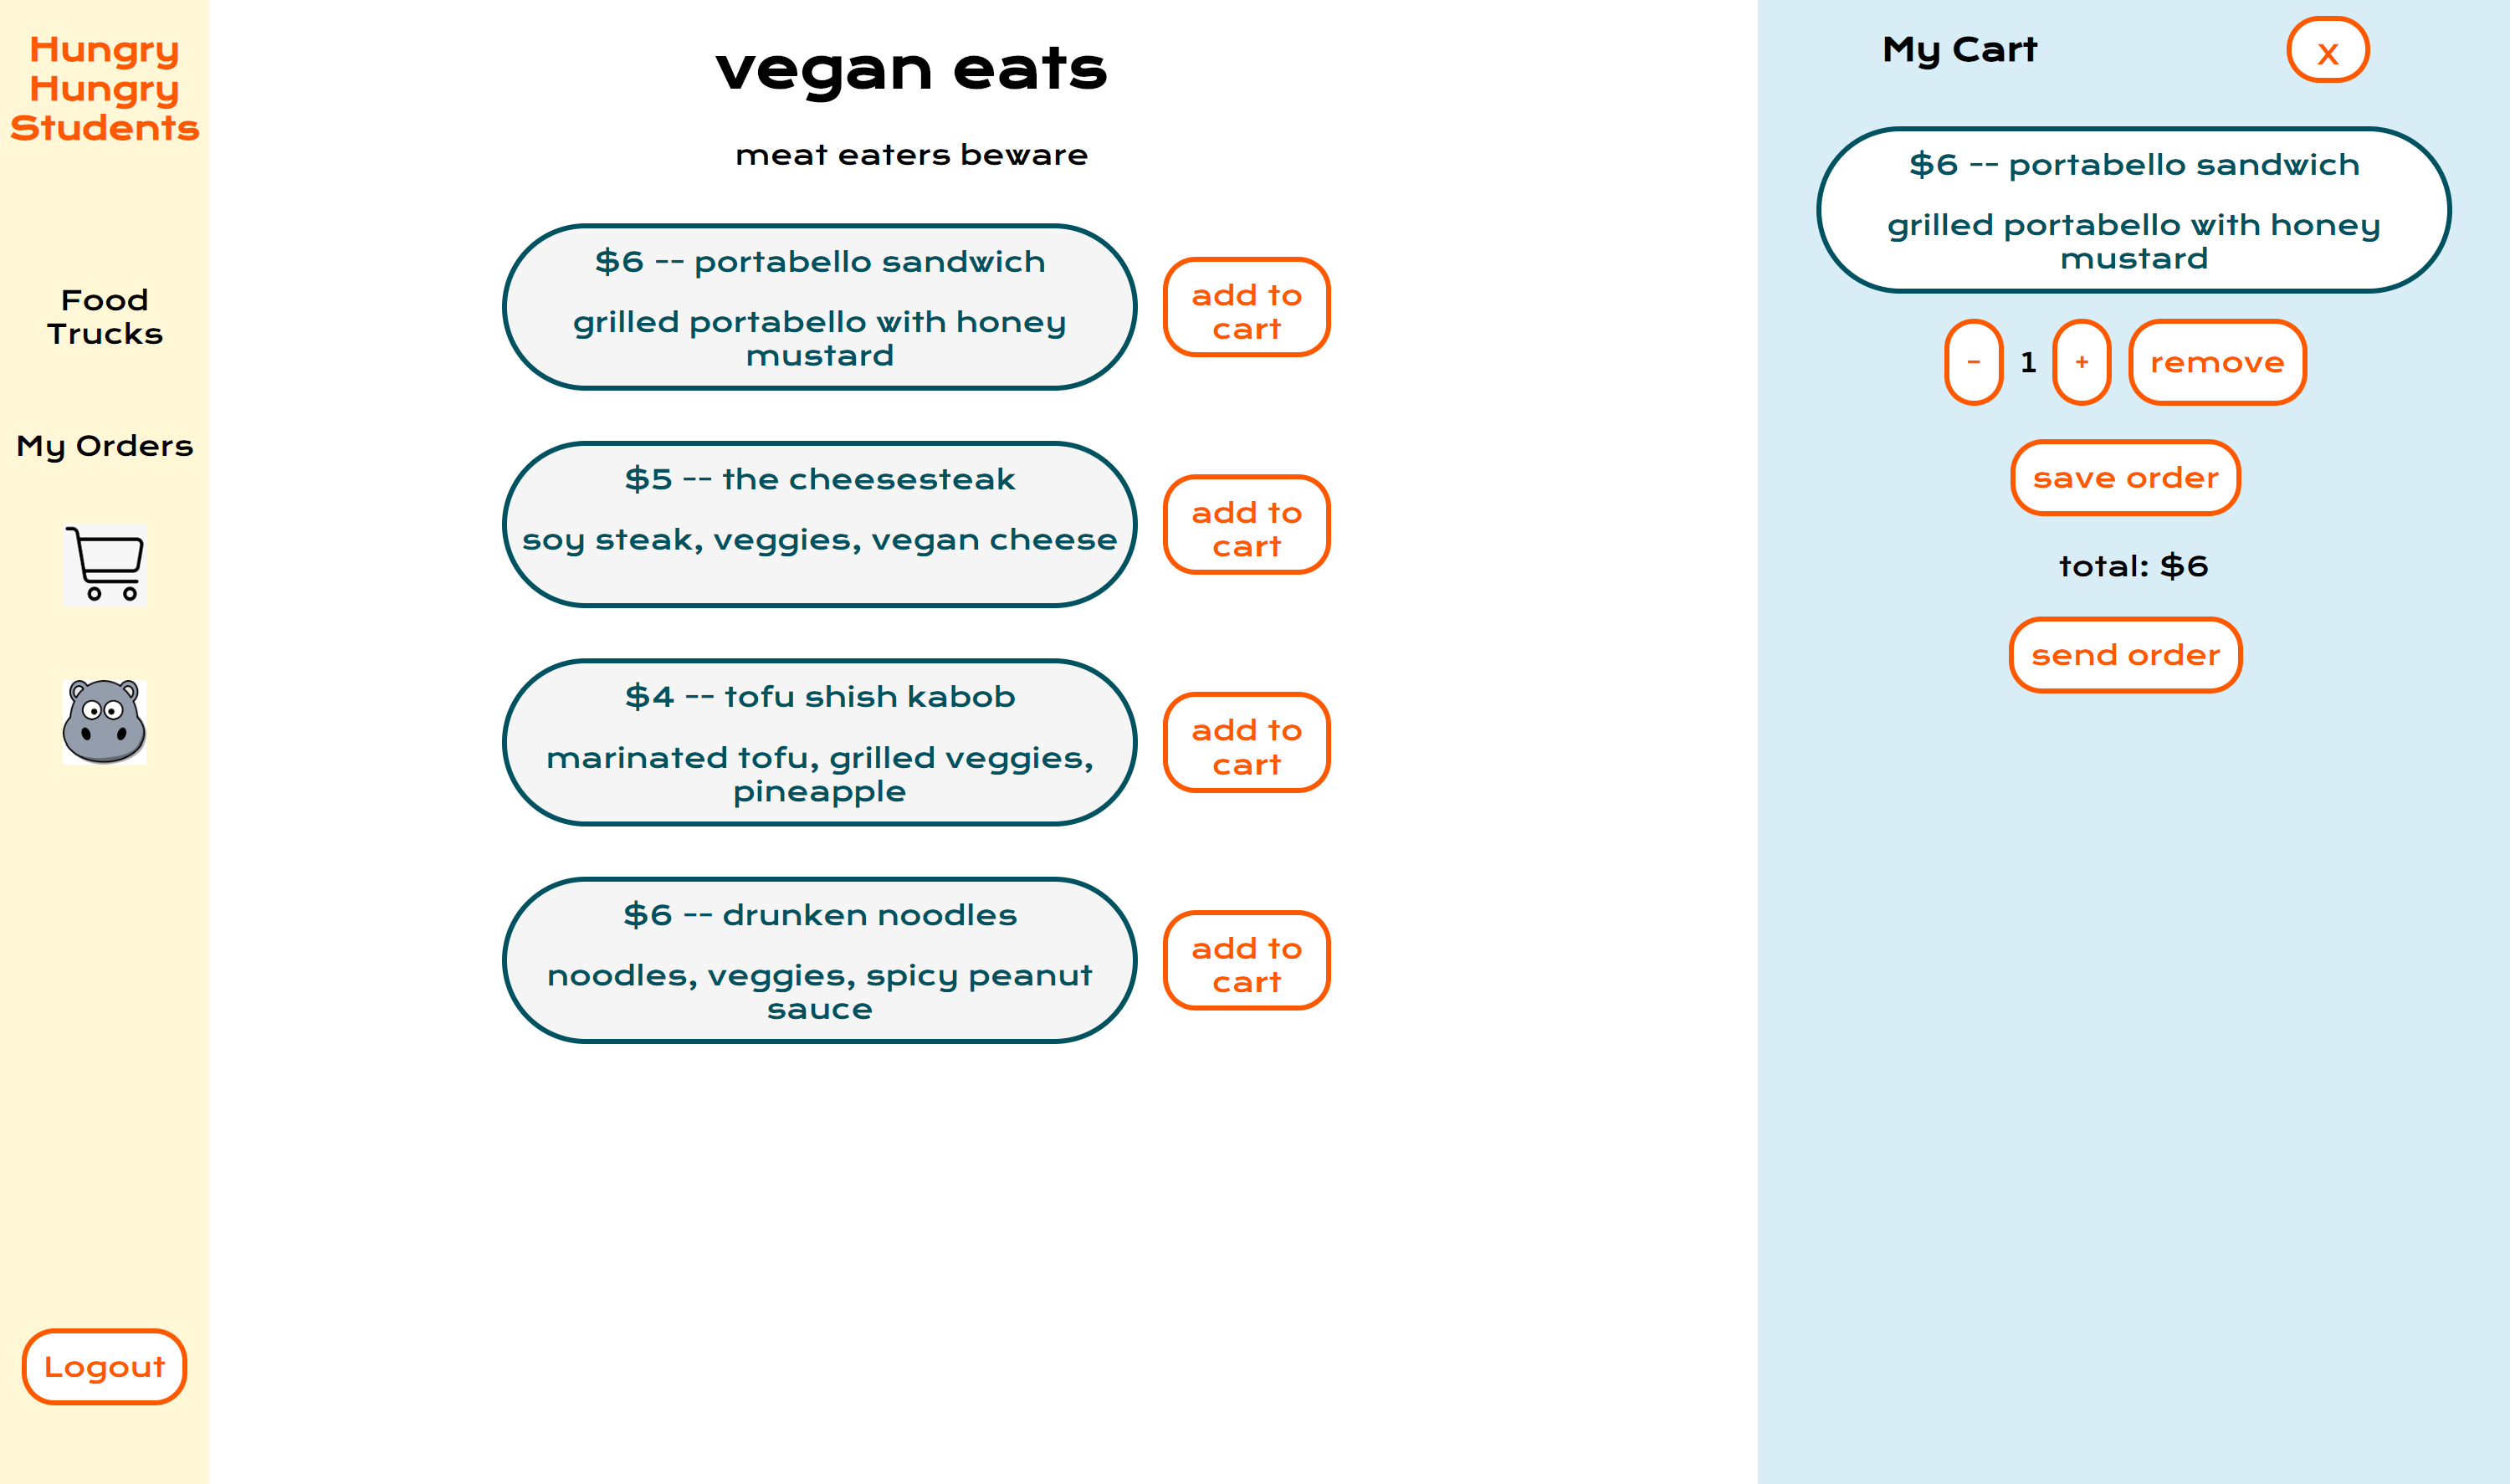 Hungry
Hungry
Students
Food
Trucks
My Orders
Logout
vegan eats
meat eaters beware
$6 -- portabello sandwich
grilled portabello with honey
mustard
add to
cart
$5 -- the cheesesteak
soy steak, veggies, vegan cheese
add to
cart
$4 -- tofu shish kabob
marinated tofu, grilled veggies,
pineapple
add to
cart
$6 -- drunken noodles
noodles, veggies, spicy peanut
sauce
add to
cart
My Cart
x
$6 -- portabello sandwich
grilled portabello with honey
mustard
- 1 + remove
save order
total: $6
send order